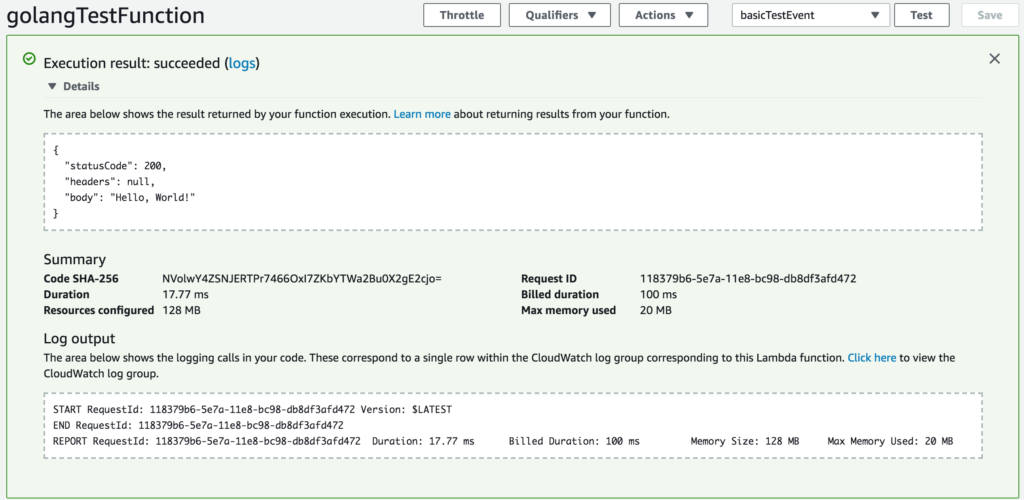 golangTestFunction
Throttle
Qualifiers
Actions
basicTestEvent
Test
Save
Execution result: succeeded (logs)
Details
The area below shows the result returned by your function execution. Learn more about returning results from your function.
{
"statusCode": 200,
"headers": null,
"body": "Hello, World!"
}
Summary
Code SHA-256 NVolwY4ZSNJERTPr7466OxI7ZKbYTWa2Bu0X2gE2cjo= Request ID 118379b6-5e7a-11e8-bc98-db8df3afd472
Duration 17.77 ms Billed duration 100 ms
Resources configured 128 MB Max memory used 20 MB
Log output
The area below shows the logging calls in your code. These correspond to a single row within the CloudWatch log group corresponding to this Lambda function. Click here to view the
CloudWatch log group.
START RequestId: 118379b6-5e7a-11e8-bc98-db8df3afd472 Version: $LATEST
END RequestId: 118379b6-5e7a-11e8-bc98-db8df3afd472
REPORT RequestId: 118379b6-5e7a-11e8-bc98-db8df3afd472 Duration: 17.77 ms Billed Duration: 100 ms Memory Size: 128 MB Max Memory Used: 20 MB